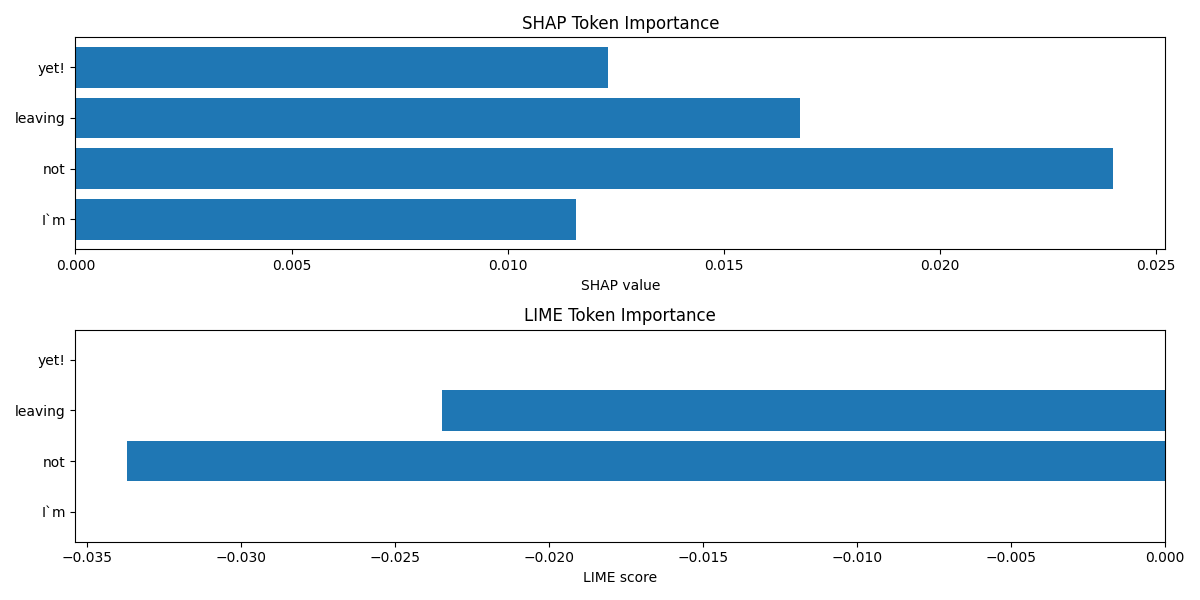 SHAP Token Importance
yet!
leaving
not
I`m
0.000 0.005 0.010 0.015 0.020 0.025
SHAP value
LIME Token Importance
yet!
leaving
not
I`m
−0.035 −0.030 −0.025 −0.020 −0.015 −0.010 −0.005 0.000
LIME score